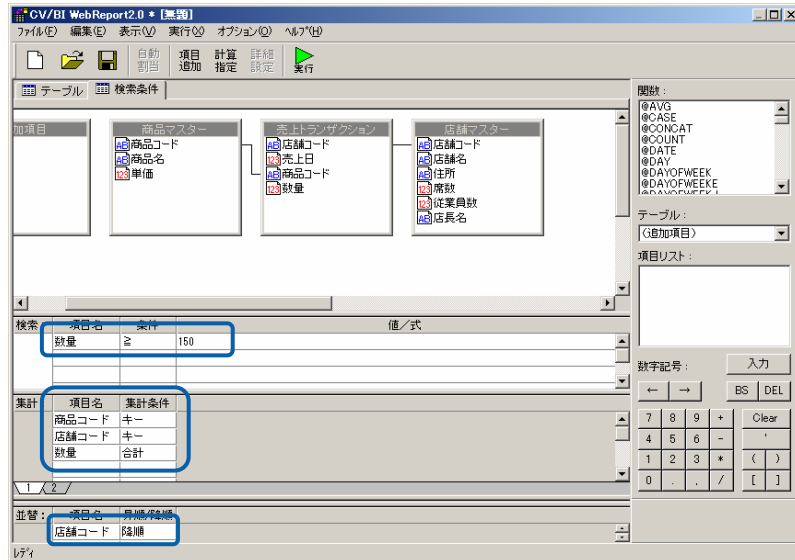 CV/BI WebReport2.0 * [無題]
ファイル(F) 編集(E) 表示(V) 実行(X) オプション(O) ヘルプ(H)
自動割当 項目追加 計算指定 詳細設定 実行
テーブル 検索条件
加項目
商品マスター
商品コード
商品名
単価
売上トランザクション
店舗コード
売上日
商品コード
数量
店舗マスター
店舗コード
店舗名
住所
席数
従業員数
店長名
検索 項目名 条件 値/式
数量 ≧ 150
集計 項目名 集計条件
商品コード キー
店舗コード キー
数量 合計
1 2
並替: 項目名 昇順/降順
店舗コード 降順
レディ
関数:
@AVG
@CASE
@CONCAT
@COUNT
@DATE
@DAY
@DAYOFWEEK
@DAYOFWEEKE
テーブル:
(追加項目)
項目リスト:
数字記号: 入力
← → BS DEL
7 8 9 + Clear
4 5 6 - '
1 2 3 * ( )
0 . , / [ ]